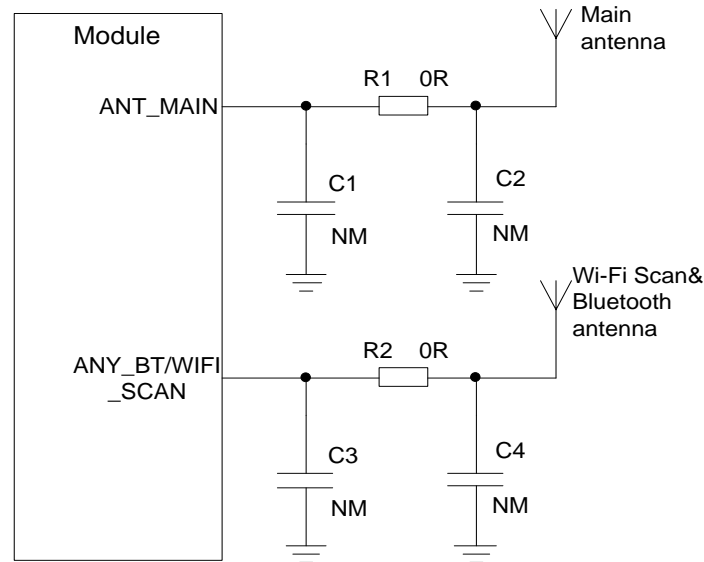 Module
Main
antenna
R1 0R
ANT_MAIN
C1
C2
NM
NM
Wi-Fi Scan&
Bluetooth
antenna
R2 0R
ANY_BT/WIFI
_SCAN
C3
C4
NM
NM